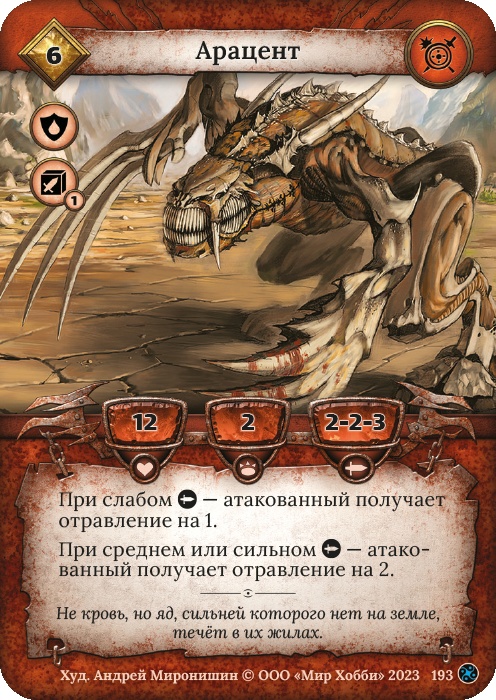 6
Арацент
1
12
2
2-2-3
При слабом — атакованный получает
отравление на 1.
При среднем или сильном — атако-
ванный получает отравление на 2.
Не кровь, но яд, сильней которого нет на земле,
течёт в их жилах.
Худ. Андрей Миронишин © ООО «Мир Хобби» 2023 193